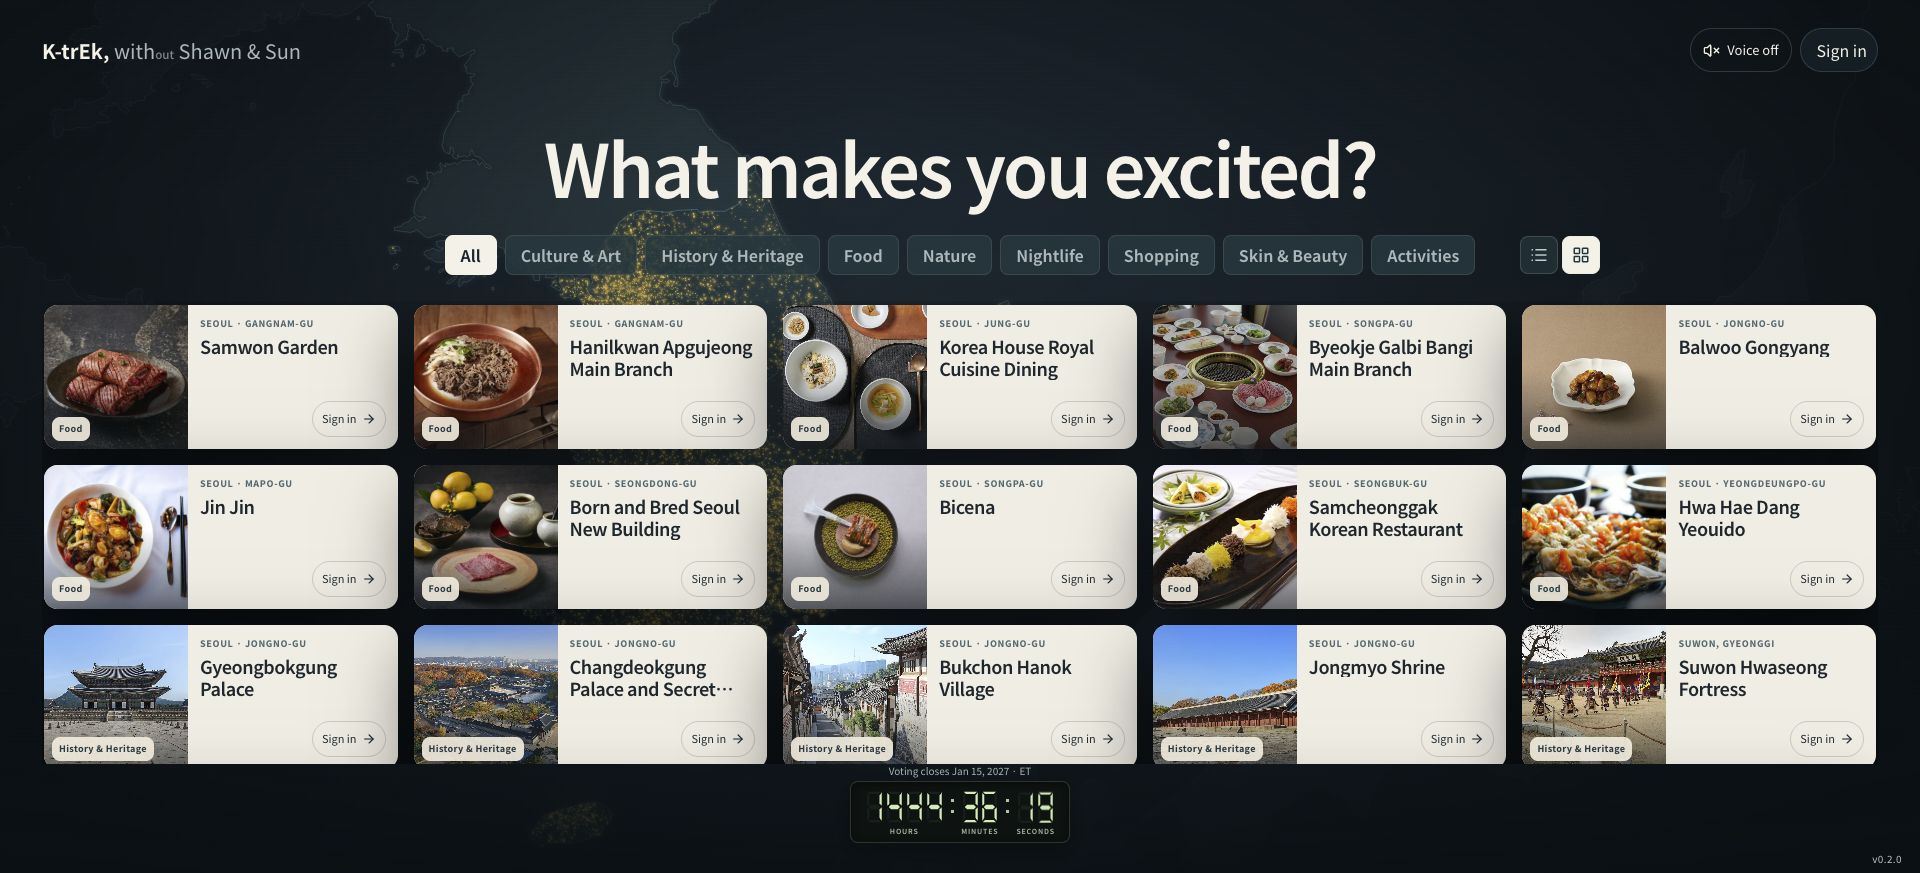 K-trEk, without Shawn & Sun
Voice off
Sign in
What makes you excited?
All
Culture & Art
History & Heritage
Food
Nature
Nightlife
Shopping
Skin & Beauty
Activities
SEOUL · GANGNAM-GU
Samwon Garden
Food
Sign in →
SEOUL · GANGNAM-GU
Hanilkwan Apgujeong
Main Branch
Food
Sign in →
SEOUL · JUNG-GU
Korea House Royal
Cuisine Dining
Food
Sign in →
SEOUL · SONGPA-GU
Byeokje Galbi Bangi
Main Branch
Food
Sign in →
SEOUL · JONGNO-GU
Balwoo Gongyang
Food
Sign in →
SEOUL · MAPO-GU
Jin Jin
Food
Sign in →
SEOUL · SEONGDONG-GU
Born and Bred Seoul
New Building
Food
Sign in →
SEOUL · SONGPA-GU
Bicena
Food
Sign in →
SEOUL · SEONGBUK-GU
Samcheonggak
Korean Restaurant
Food
Sign in →
SEOUL · YEONGDEUNGPO-GU
Hwa Hae Dang
Yeouido
Food
Sign in →
SEOUL · JONGNO-GU
Gyeongbokgung
Palace
History & Heritage
Sign in →
SEOUL · JONGNO-GU
Changdeokgung
Palace and Secret…
History & Heritage
Sign in →
SEOUL · JONGNO-GU
Bukchon Hanok
Village
History & Heritage
Sign in →
SEOUL · JONGNO-GU
Jongmyo Shrine
History & Heritage
Sign in →
SUWON, GYEONGGI
Suwon Hwaseong
Fortress
History & Heritage
Sign in →
Voting closes Jan 15, 2027 · ET
1444:36:19
HOURS MINUTES SECONDS
v0.2.0